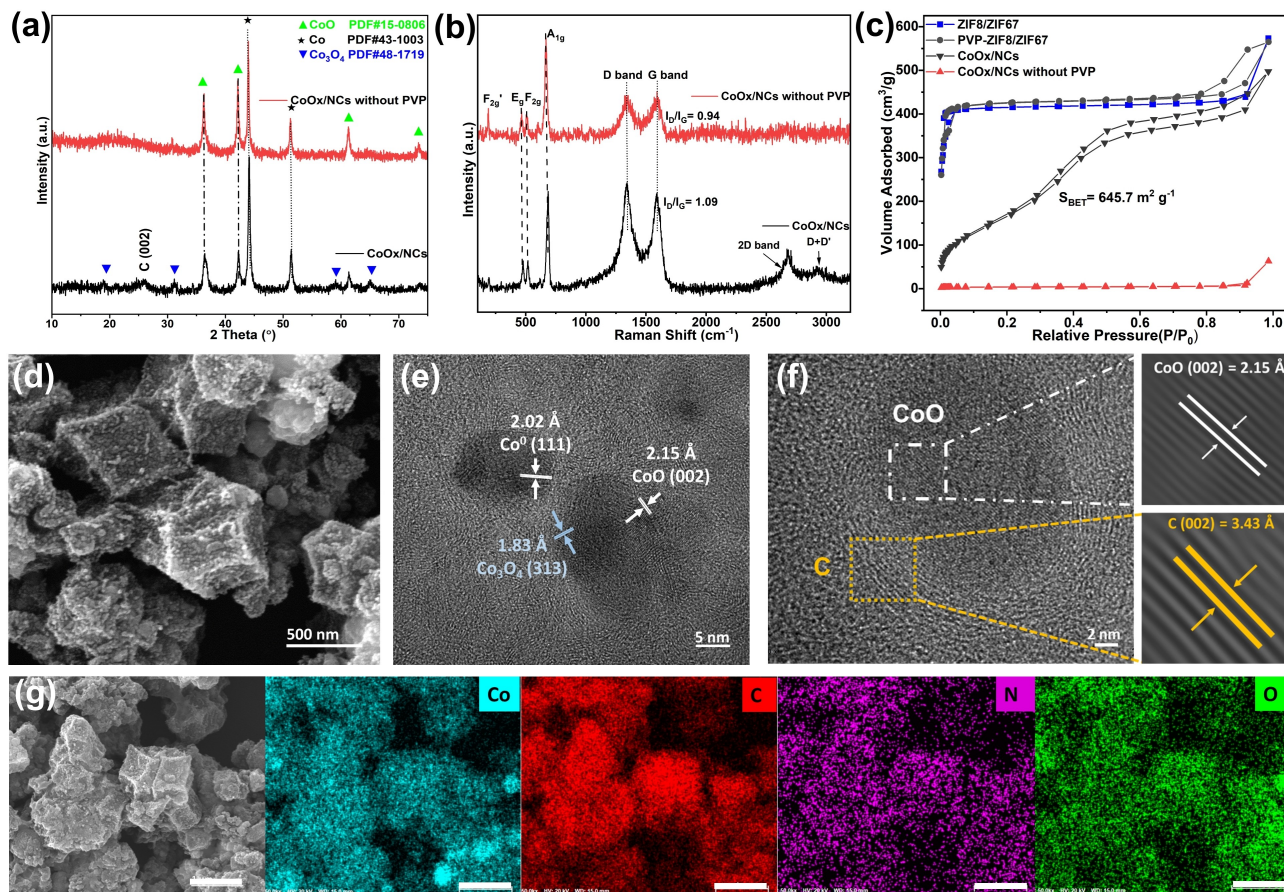 (a)
CoO PDF#15-0806
Co PDF#43-1003
Co₃O₄ PDF#48-1719
CoOx/NCs without PVP
C (002)
CoOx/NCs
Intensity (a.u.)
10 20 30 40 50 60 70
2 Theta (°)
(b)
A1g
F2g' Eg F2g
D band G band
CoOx/NCs without PVP
ID/IG= 0.94
ID/IG= 1.09
CoOx/NCs
2D band
D+D'
Intensity (a.u.)
500 1000 1500 2000 2500 3000
Raman Shift (cm⁻¹)
(c)
ZIF8/ZIF67
PVP-ZIF8/ZIF67
CoOx/NCs
CoOx/NCs without PVP
SBET= 645.7 m² g⁻¹
Volume Adsorbed (cm³/g)
600
500
400
300
200
100
0
0.0 0.2 0.4 0.6 0.8 1.0
Relative Pressure(P/P₀)
(d)
500 nm
(e)
2.02 Å
Co⁰ (111)
2.15 Å
CoO (002)
1.83 Å
Co₃O₄ (313)
5 nm
(f)
CoO
C
2 nm
CoO (002) = 2.15 Å
C (002) = 3.43 Å
(g)
Co
C
N
O